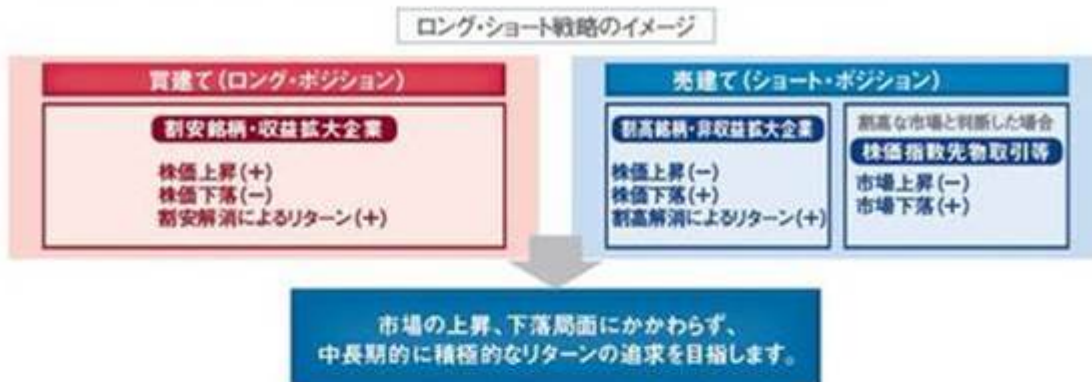 ロング・ショート戦略のイメージ
買建て(ロング・ポジション)
割安銘柄・収益拡大企業
株価上昇(+)
株価下落(-)
割安解消によるリターン(+)
売建て(ショート・ポジション)
割高銘柄・非収益拡大企業
株価上昇(-)
株価下落(+)
割高解消によるリターン(+)
割高な市場と判断した場合
株価指数先物取引等
市場上昇(-)
市場下落(+)
市場の上昇、下落局面にかかわらず、
中長期的に積極的なリターンの追求を目指します。